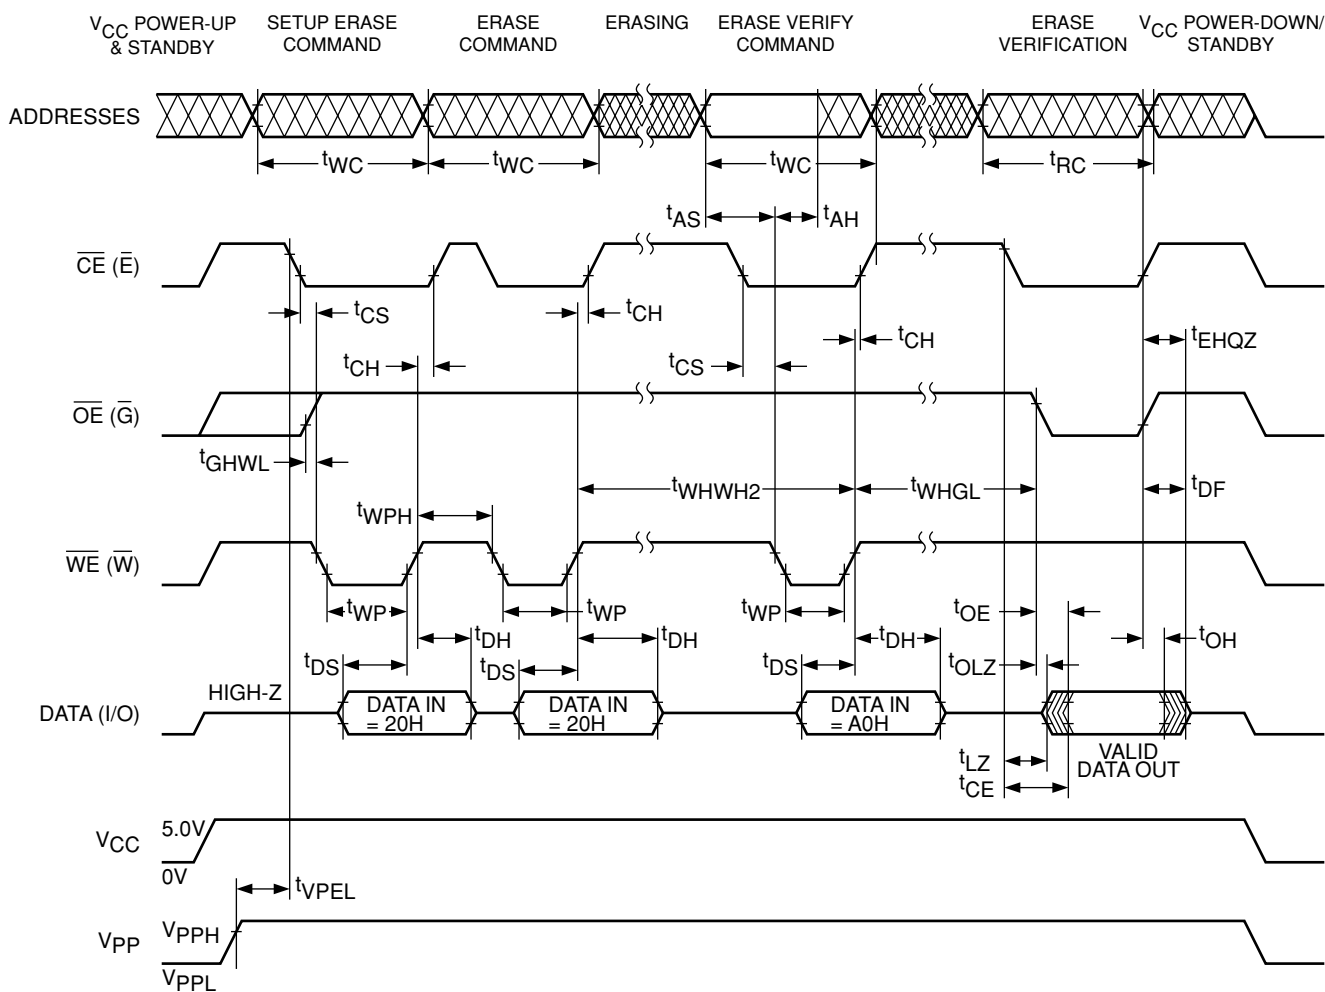 VCC POWER-UP
& STANDBY
SETUP ERASE
COMMAND
ERASE
COMMAND
ERASING
ERASE VERIFY
COMMAND
ERASE
VERIFICATION
VCC POWER-DOWN/
STANDBY
ADDRESSES
tWC
tWC
tWC
tRC
tAS
tAH
CE (E)
tCS
tCH
tCH
tEHQZ
tCH
tCS
OE (G)
tGHWL
tWHWH2
tWHGL
tDF
tWPH
WE (W)
tWP
tWP
tWP
tOE
tDH
tDH
tDH
tOH
tDS
tDS
tDS
tOLZ
HIGH-Z
DATA (I/O)
DATA IN
= 20H
DATA IN
= 20H
DATA IN
= A0H
VALID
DATA OUT
tLZ
tCE
VCC
5.0V
0V
tVPEL
VPP
VPPH
VPPL